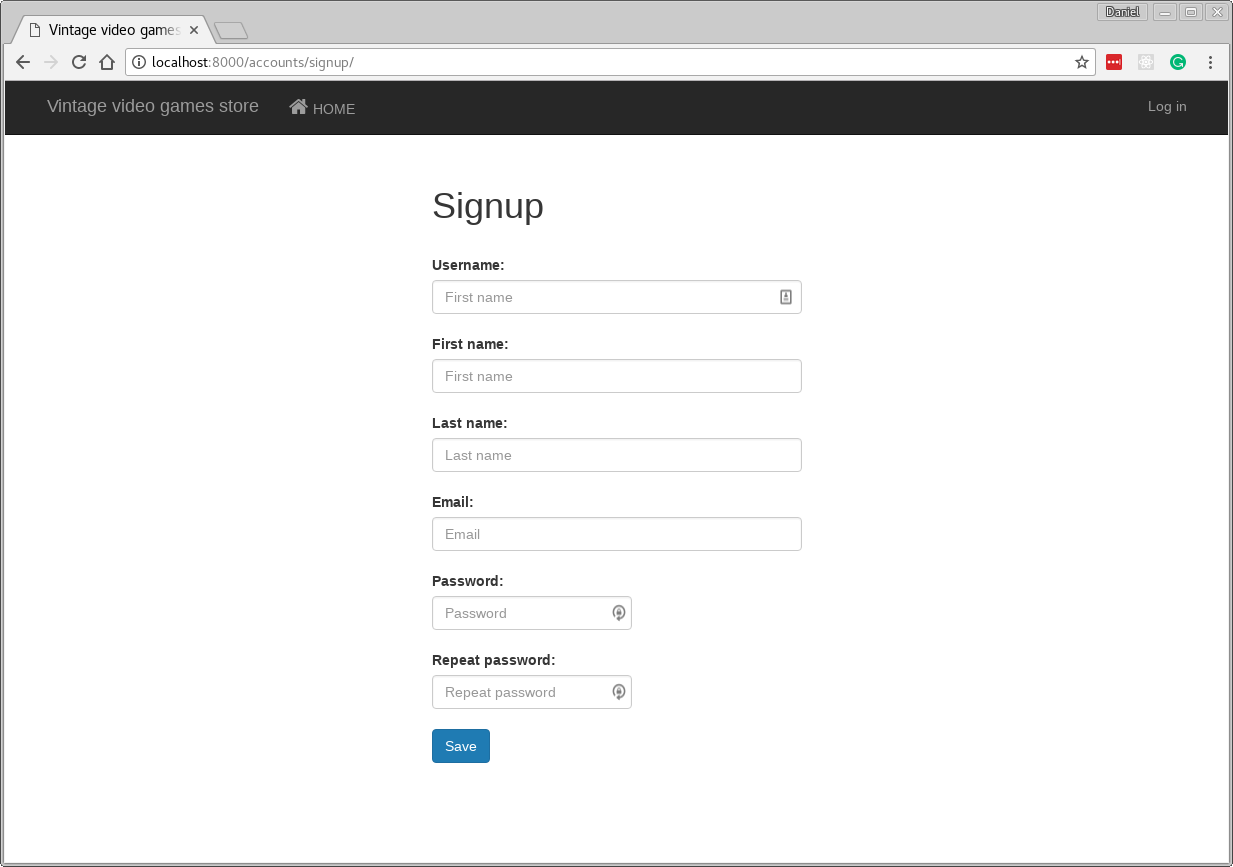 Daniel
Vintage video games
localhost:8000/accounts/signup/
Vintage video games store HOME Log in
Signup
Username:
First name
First name:
First name
Last name:
Last name
Email:
Email
Password:
Password
Repeat password:
Repeat password
Save